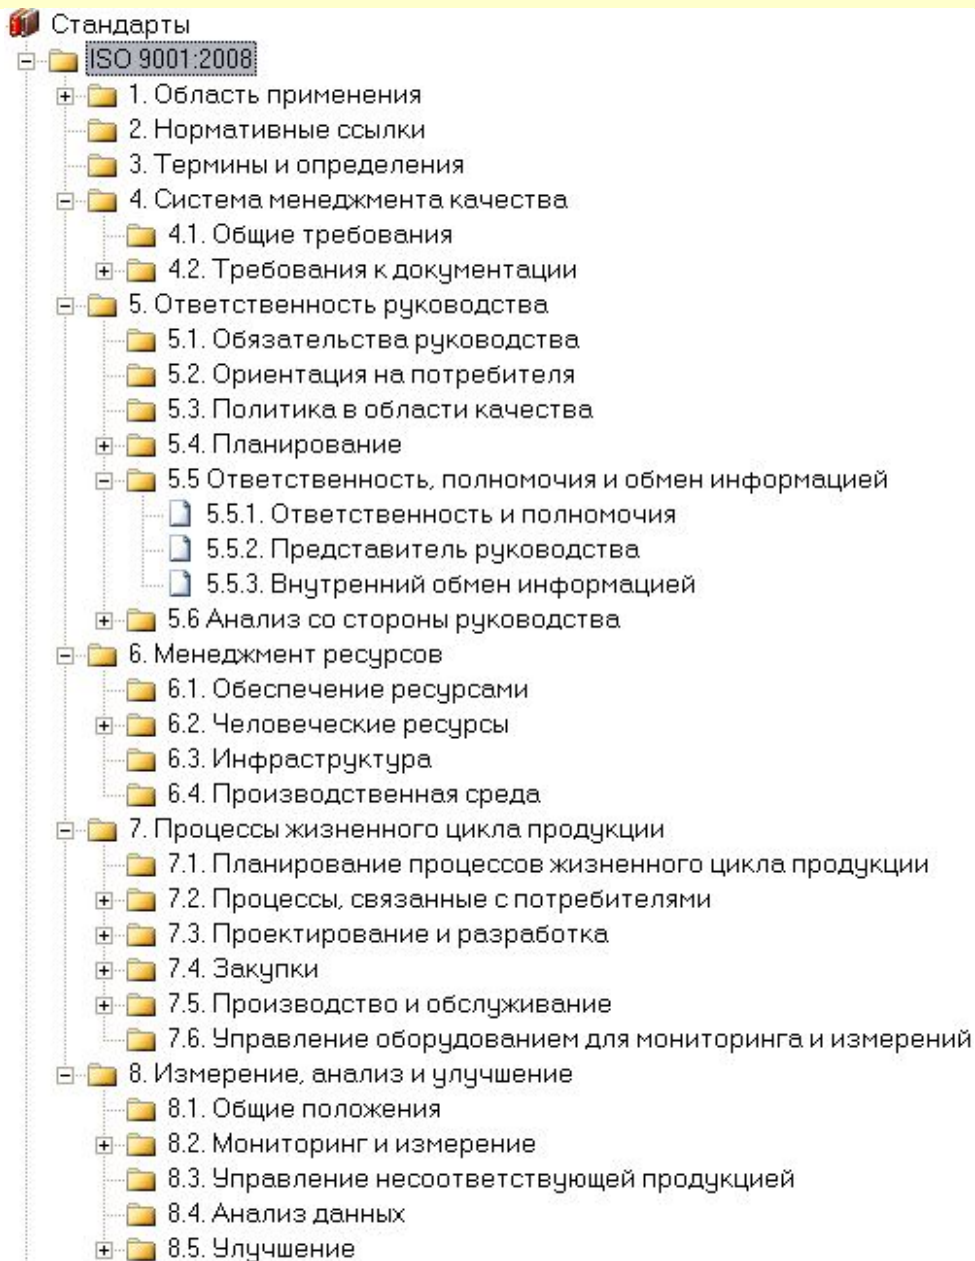 Стандарты
ISO 9001:2008
1. Область применения
2. Нормативные ссылки
3. Термины и определения
4. Система менеджмента качества
4.1. Общие требования
4.2. Требования к документации
5. Ответственность руководства
5.1. Обязательства руководства
5.2. Ориентация на потребителя
5.3. Политика в области качества
5.4. Планирование
5.5 Ответственность, полномочия и обмен информацией
5.5.1. Ответственность и полномочия
5.5.2. Представитель руководства
5.5.3. Внутренний обмен информацией
5.6 Анализ со стороны руководства
6. Менеджмент ресурсов
6.1. Обеспечение ресурсами
6.2. Человеческие ресурсы
6.3. Инфраструктура
6.4. Производственная среда
7. Процессы жизненного цикла продукции
7.1. Планирование процессов жизненного цикла продукции
7.2. Процессы, связанные с потребителями
7.3. Проектирование и разработка
7.4. Закупки
7.5. Производство и обслуживание
7.6. Управление оборудованием для мониторинга и измерений
8. Измерение, анализ и улучшение
8.1. Общие положения
8.2. Мониторинг и измерение
8.3. Управление несоответствующей продукцией
8.4. Анализ данных
8.5. Улучшение